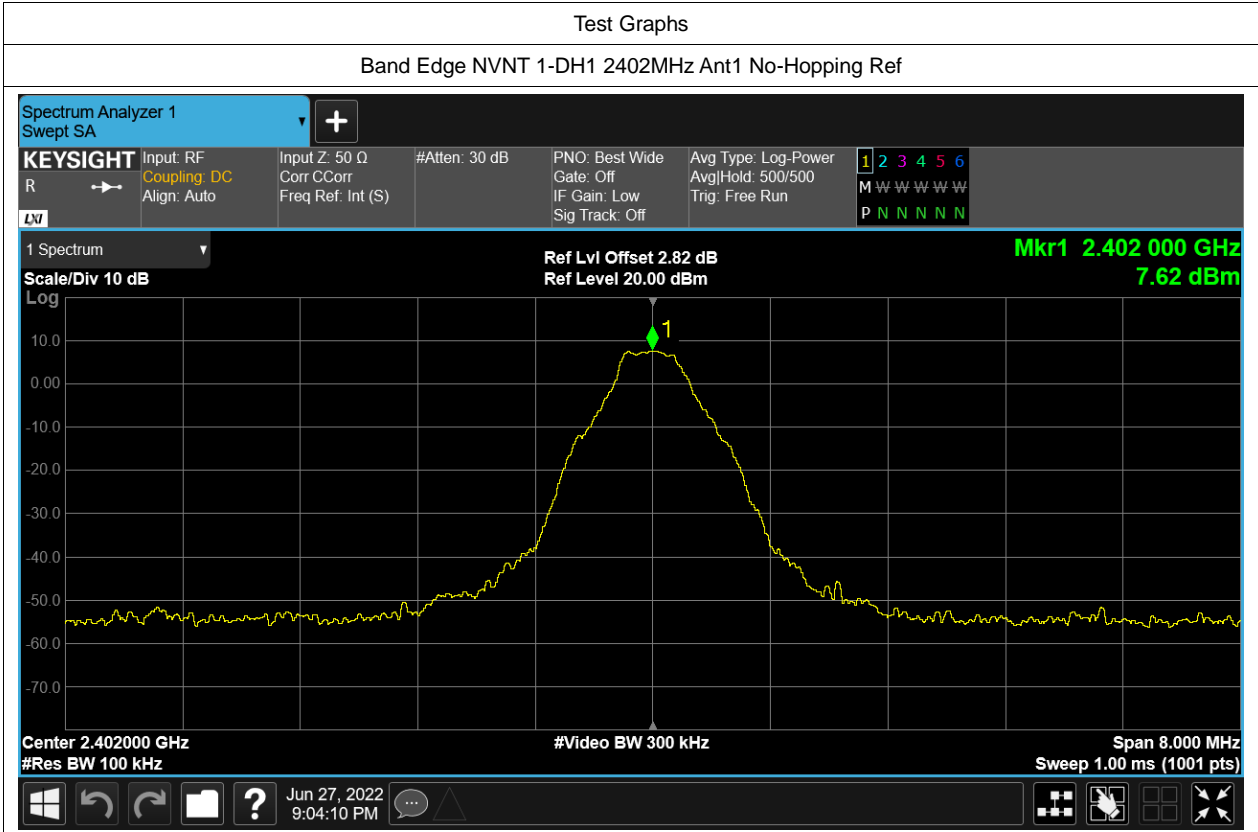 Test Graphs
Band Edge NVNT 1-DH1 2402MHz Ant1 No-Hopping Ref
Spectrum Analyzer 1
Swept SA
KEYSIGHT Input: RF Input Z: 50 Ω #Atten: 30 dB PNO: Best Wide Avg Type: Log-Power 1 2 3 4 5 6
R Coupling: DC Corr CCorr Gate: Off Avg|Hold: 500/500 M W W W W W W
Align: Auto Freq Ref: Int (S) IF Gain: Low Trig: Free Run
LXI Sig Track: Off P N N N N N N
1 Spectrum Ref Lvl Offset 2.82 dB Mkr1 2.402 000 GHz
Scale/Div 10 dB Ref Level 20.00 dBm 7.62 dBm
Log
1
10.0
0.00
-10.0
-20.0
-30.0
-40.0
-50.0
-60.0
-70.0
Center 2.402000 GHz #Video BW 300 kHz Span 8.000 MHz
#Res BW 100 kHz Sweep 1.00 ms (1001 pts)
? Jun 27, 2022
9:04:10 PM